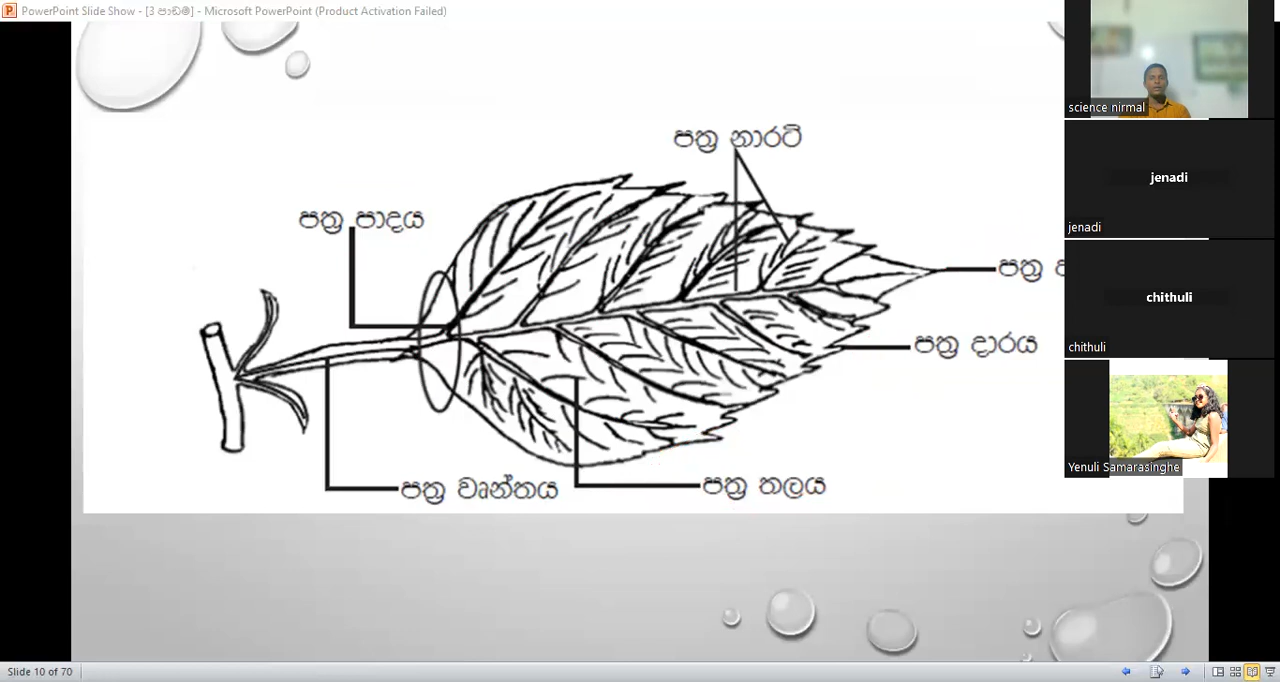 PowerPoint Slide Show - [3 පාඩම] - Microsoft PowerPoint (Product Activation Failed)
පත්‍ර නාරටි
පත්‍ර පාදය
පත්‍ර
පත්‍ර දාරය
පත්‍ර වෘන්තය
පත්‍ර තලය
science nirmal
jenadi
jenadi
chithuli
chithuli
Yenuli Samarasinghe
Slide 10 of 70